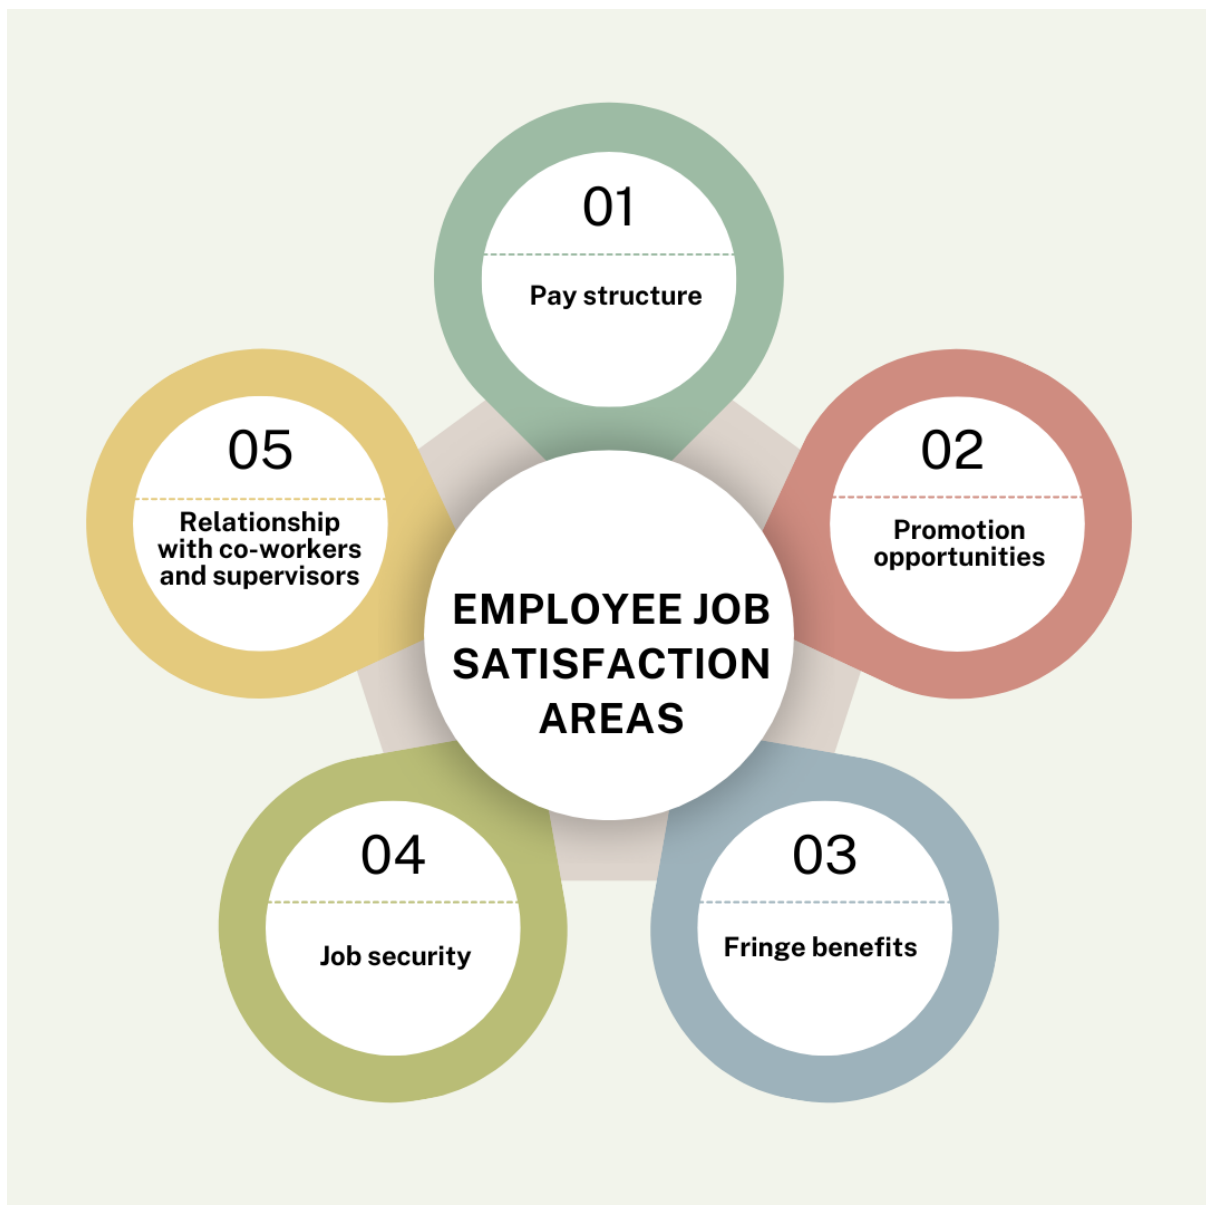 01
Pay structure
02
Promotion
opportunities
03
Fringe benefits
04
Job security
05
Relationship
with co-workers
and supervisors
EMPLOYEE JOB
SATISFACTION
AREAS